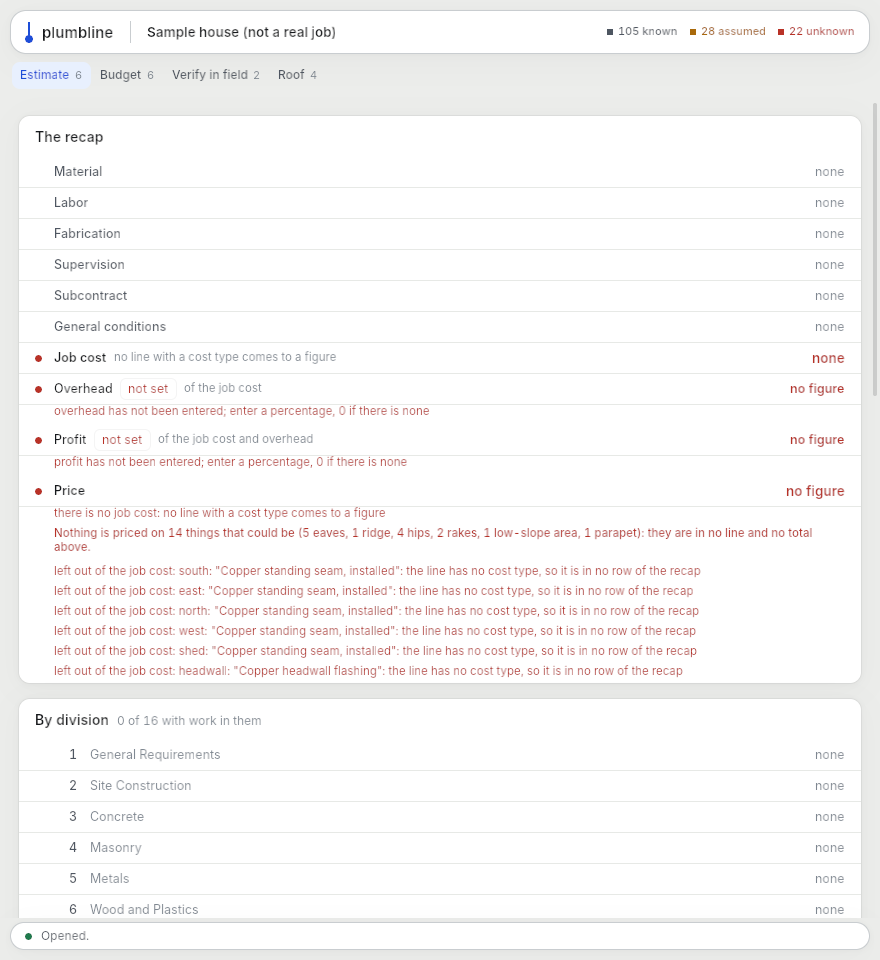 plumbline
Sample house (not a real job)
105 known
28 assumed
22 unknown
Estimate 6
Budget 6
Verify in field 2
Roof 4
The recap
Material none
Labor none
Fabrication none
Supervision none
Subcontract none
General conditions none
Job cost no line with a cost type comes to a figure none
Overhead not set of the job cost no figure
overhead has not been entered; enter a percentage, 0 if there is none
Profit not set of the job cost and overhead no figure
profit has not been entered; enter a percentage, 0 if there is none
Price no figure
there is no job cost: no line with a cost type comes to a figure
Nothing is priced on 14 things that could be (5 eaves, 1 ridge, 4 hips, 2 rakes, 1 low-slope area, 1 parapet): they are in no line and no total
above.
left out of the job cost: south: "Copper standing seam, installed": the line has no cost type, so it is in no row of the recap
left out of the job cost: east: "Copper standing seam, installed": the line has no cost type, so it is in no row of the recap
left out of the job cost: north: "Copper standing seam, installed": the line has no cost type, so it is in no row of the recap
left out of the job cost: west: "Copper standing seam, installed": the line has no cost type, so it is in no row of the recap
left out of the job cost: shed: "Copper standing seam, installed": the line has no cost type, so it is in no row of the recap
left out of the job cost: headwall: "Copper headwall flashing": the line has no cost type, so it is in no row of the recap
By division 0 of 16 with work in them
1 General Requirements none
2 Site Construction none
3 Concrete none
4 Masonry none
5 Metals none
6 Wood and Plastics none
Opened.